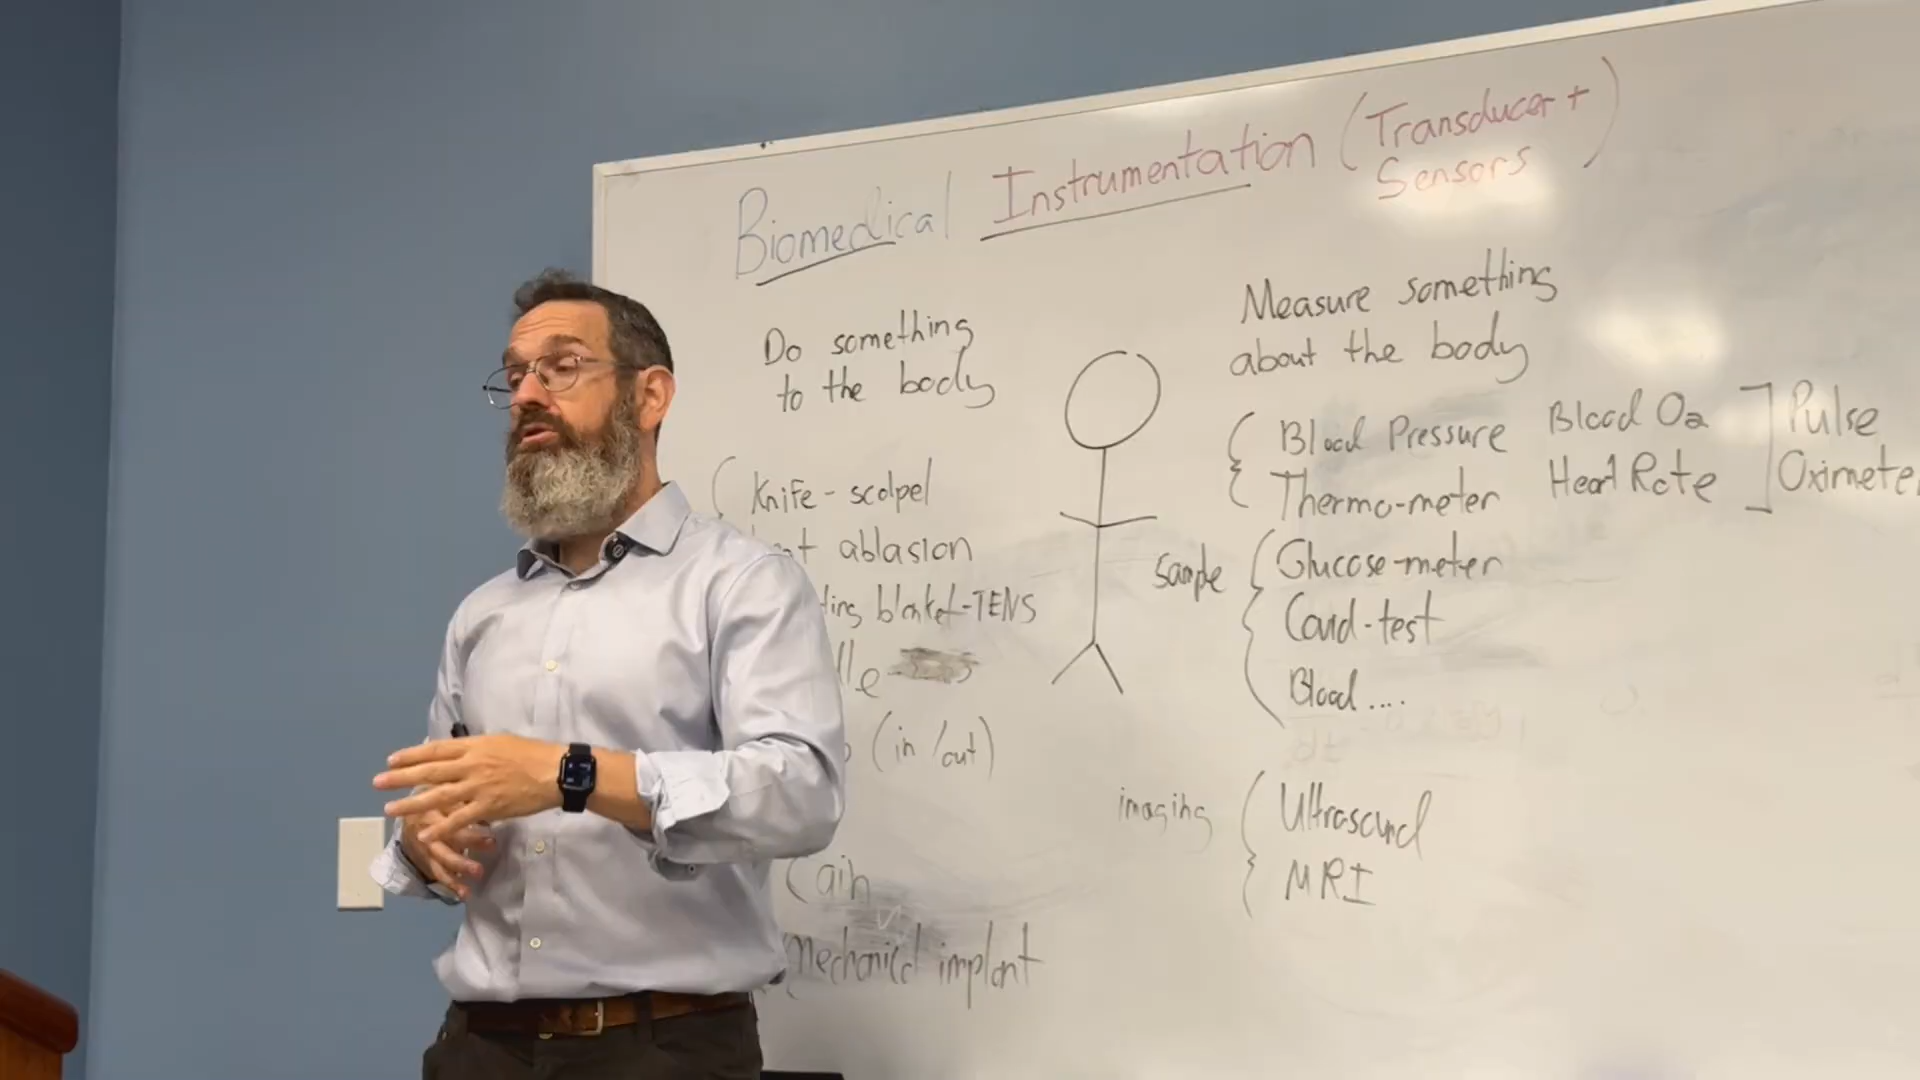 Biomedical Instrumentation (Transducer +
Sensors)
Do something
to the body
Knife - scalpel
ablasion
blanket-TENS
(in/out)
Mechanical implant
Measure something
about the body
Blood Pressure
Thermo-meter
Blood O2
Heart Rate
Pulse
Oximeter
sample
Glucose-meter
Covid-test
Blood....
imaging
Ultrasound
MRI